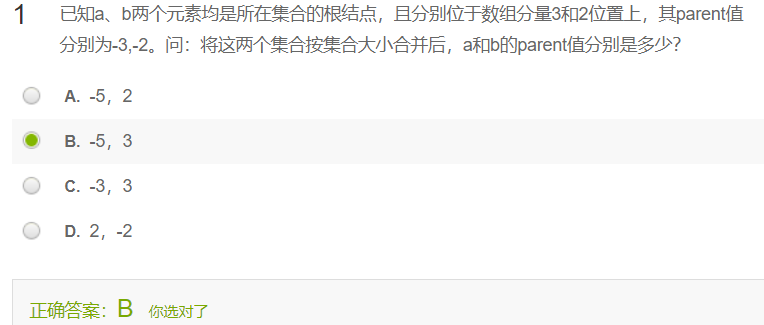 1 已知a、b两个元素均是所在集合的根结点，且分别位于数组分量3和2位置上，其parent值
分别为-3,-2。问：将这两个集合按集合大小合并后，a和b的parent值分别是多少？
A. -5，2
B. -5，3
C. -3，3
D. 2，-2
正确答案：B 你选对了